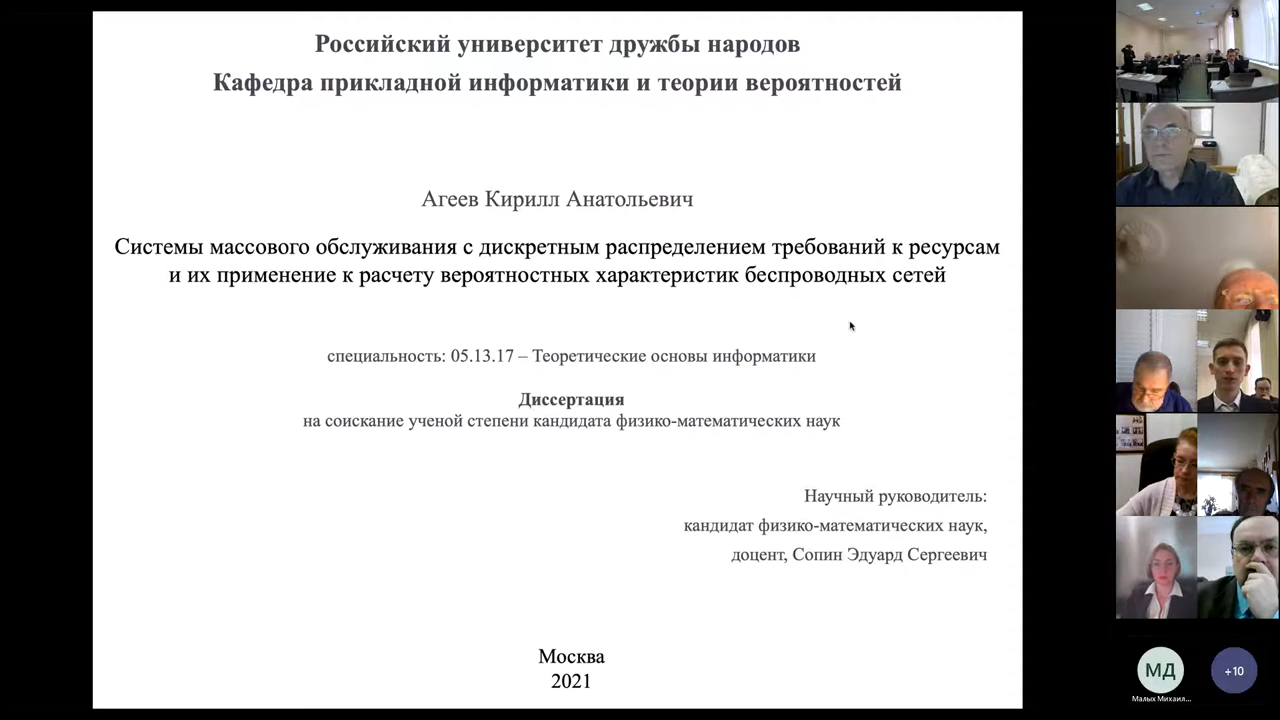 Российский университет дружбы народов
Кафедра прикладной информатики и теории вероятностей
Агеев Кирилл Анатольевич
Системы массового обслуживания с дискретным распределением требований к ресурсам
и их применение к расчету вероятностных характеристик беспроводных сетей
специальность: 05.13.17 – Теоретические основы информатики
Диссертация
на соискание ученой степени кандидата физико-математических наук
Научный руководитель:
кандидат физико-математических наук,
доцент, Сопин Эдуард Сергеевич
Москва
2021
МД
+10
Малых Михаил...